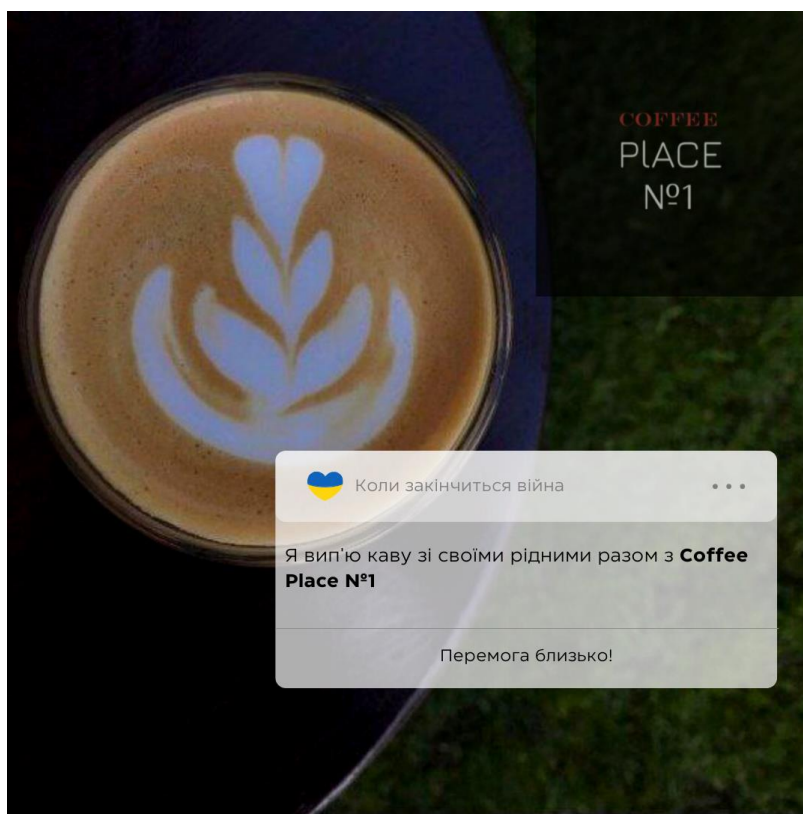 COFFEE
PlACE
№1
Коли закінчиться війна
Я вип'ю каву зі своїми рідними разом з Coffee
Place №1
Перемога близько!